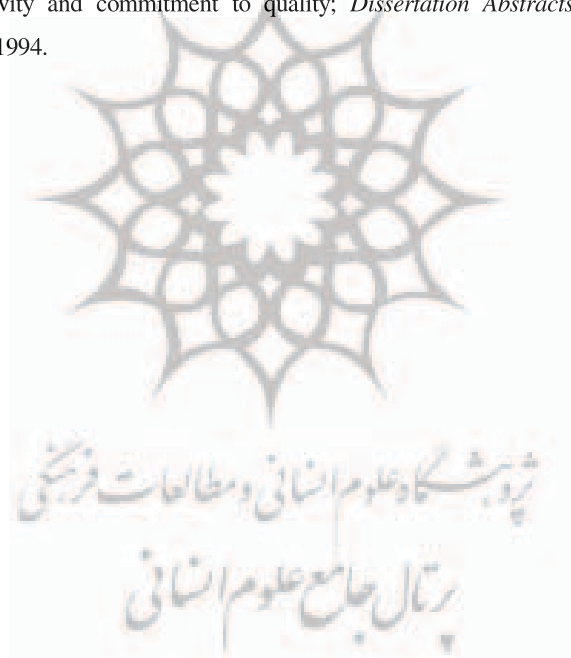 vity and commitment to quality; Dissertation Abstracts
1994.
پژوهشگاه علوم انسانی و مطالعات فرهنگی
پرتال جامع علوم انسانی